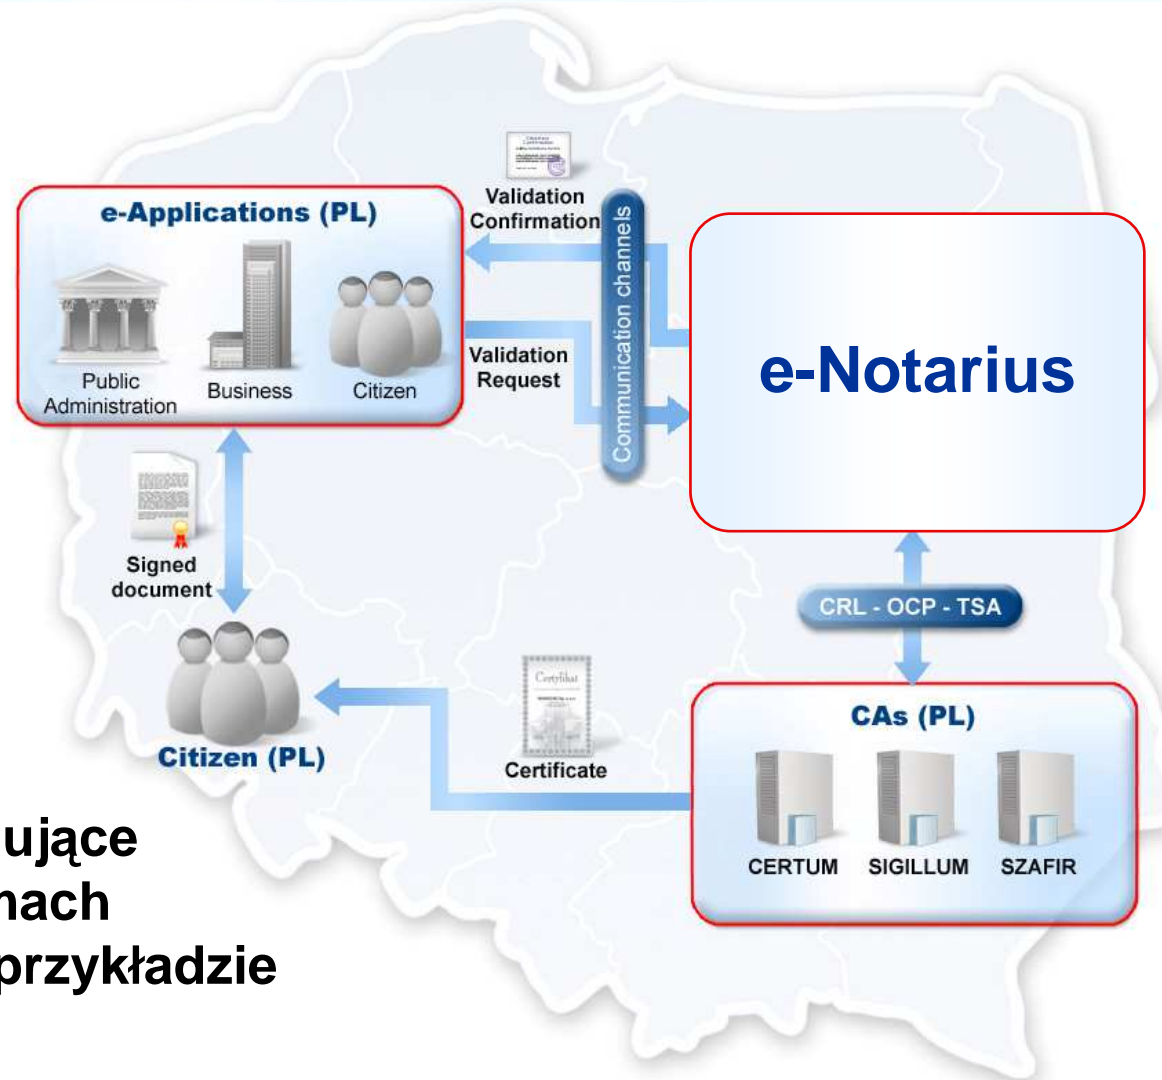 Validation
Confirmation
e-Applications (PL)
Public
Administration
Business
Citizen
Communication channels
Validation
Request
e-Notarius
Signed
document
CRL - OCP - TSA
Citizen (PL)
Certyfikat
Certificate
CAs (PL)
CERTUM
SIGILLUM
SZAFIR
ujące
nach
przykładzie